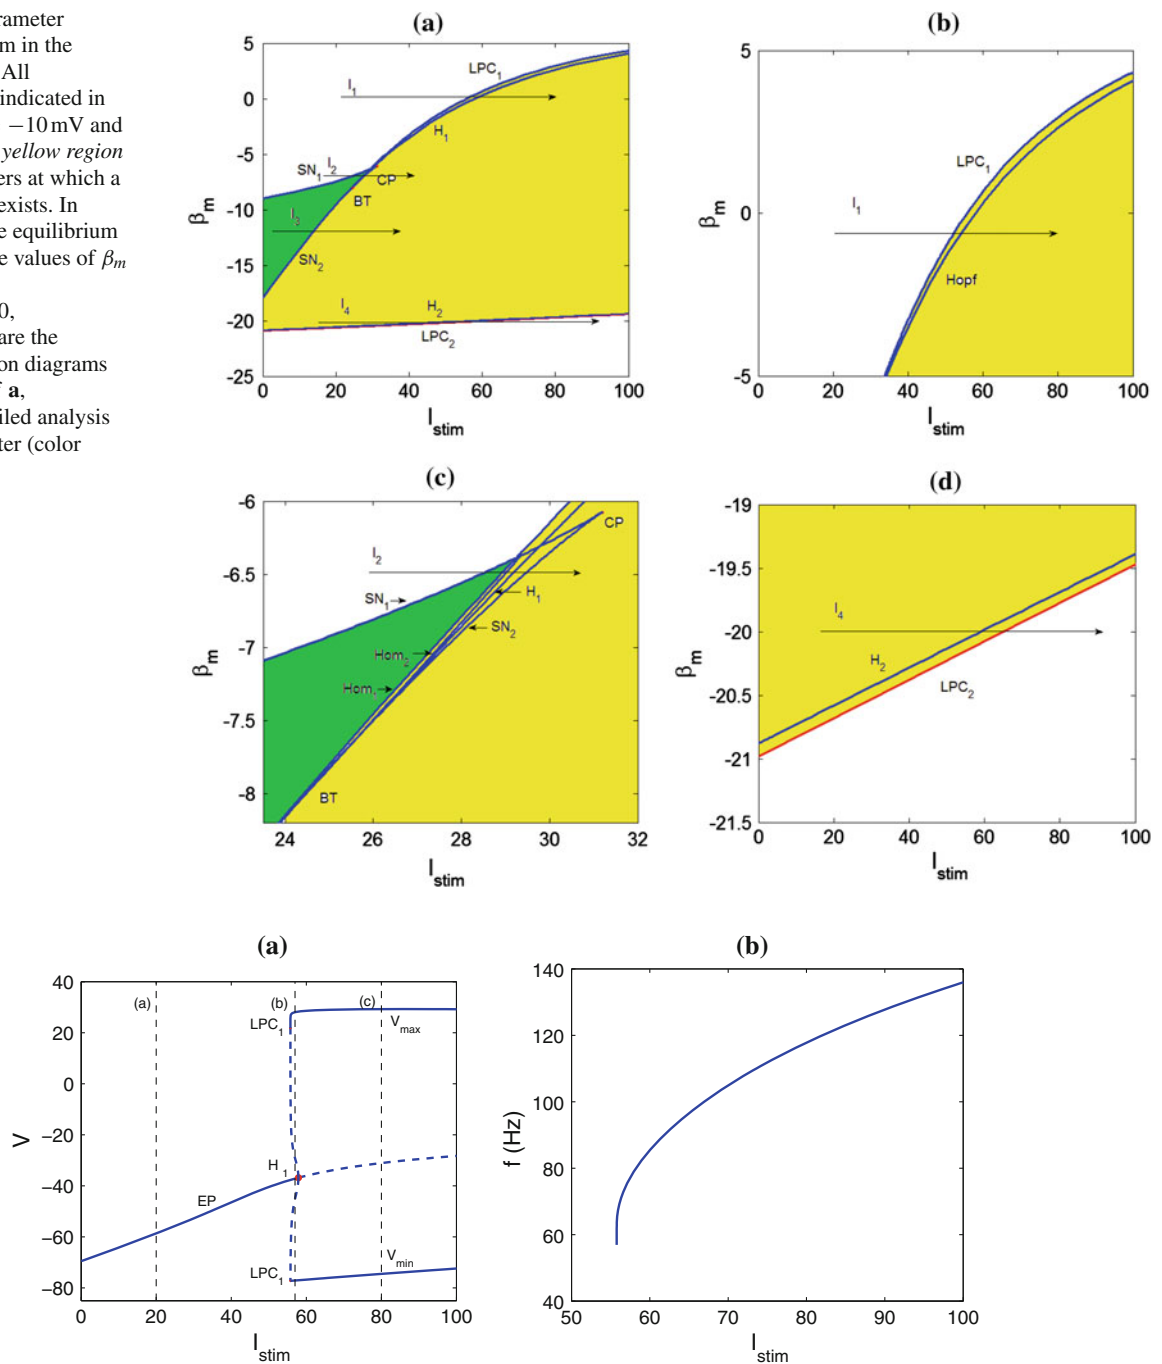 rameter
m in the
All
indicated in
−10 mV and
yellow region
ers at which a
exists. In
e equilibrium
e values of βm
0,
are the
on diagrams
f a,
iled analysis
ter (color
(a)
5
0
-5
-10
-15
-20
-25
0 20 40 60 80 100
βm
Istim
LPC1
I1
H1
SN1
I2
CP
BT
I3
SN2
I4
H2
LPC2
(b)
5
0
-5
0 20 40 60 80 100
βm
Istim
LPC1
I1
Hopf
(c)
-6
-6.5
-7
-7.5
-8
24 26 28 30 32
βm
Istim
CP
I2
SN1
H1
SN2
Hom2
Hom1
BT
(d)
-19
-19.5
-20
-20.5
-21
-21.5
0 20 40 60 80 100
βm
Istim
I4
H2
LPC2
(a)
40
20
0
−20
−40
−60
−80
0 20 40 60 80 100
V
Istim
(a) (b) (c)
LPC1
Vmax
H1
EP
Vmin
LPC1
(b)
140
120
100
80
60
40
50 60 70 80 90 100
f (Hz)
Istim